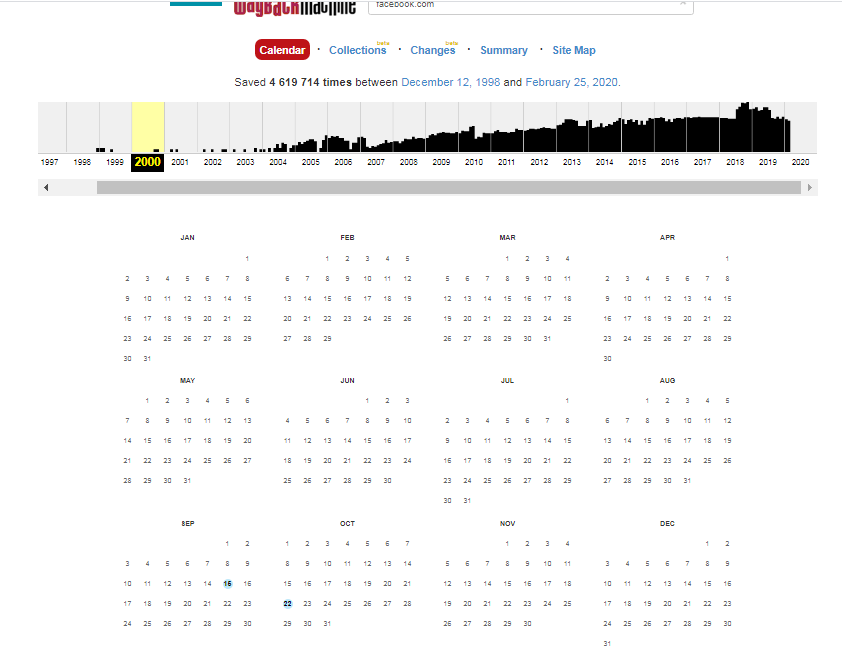 WayBack Machine
facebook.com
Calendar · Collections beta · Changes beta · Summary · Site Map
Saved 4 619 714 times between December 12, 1998 and February 25, 2020.
1997 1998 1999 2000 2001 2002 2003 2004 2005 2006 2007 2008 2009 2010 2011 2012 2013 2014 2015 2016 2017 2018 2019 2020
JAN FEB MAR APR
1 1 2 3 4 5 1 2 3 4 1
2 3 4 5 6 7 8 6 7 8 9 10 11 12 5 6 7 8 9 10 11 2 3 4 5 6 7 8
9 10 11 12 13 14 15 13 14 15 16 17 18 19 12 13 14 15 16 17 18 9 10 11 12 13 14 15
16 17 18 19 20 21 22 20 21 22 23 24 25 26 19 20 21 22 23 24 25 16 17 18 19 20 21 22
23 24 25 26 27 28 29 27 28 29 26 27 28 29 30 31 23 24 25 26 27 28 29
30 31 30
MAY JUN JUL AUG
1 2 3 4 5 6 1 2 3 1 1 2 3 4 5
7 8 9 10 11 12 13 4 5 6 7 8 9 10 2 3 4 5 6 7 8 6 7 8 9 10 11 12
14 15 16 17 18 19 20 11 12 13 14 15 16 17 9 10 11 12 13 14 15 13 14 15 16 17 18 19
21 22 23 24 25 26 27 18 19 20 21 22 23 24 16 17 18 19 20 21 22 20 21 22 23 24 25 26
28 29 30 31 25 26 27 28 29 30 23 24 25 26 27 28 29 27 28 29 30 31
30 31
SEP OCT NOV DEC
1 2 1 2 3 4 5 6 7 1 2 3 4 1 2
3 4 5 6 7 8 9 8 9 10 11 12 13 14 5 6 7 8 9 10 11 3 4 5 6 7 8 9
10 11 12 13 14 15 16 15 16 17 18 19 20 21 12 13 14 15 16 17 18 10 11 12 13 14 15 16
17 18 19 20 21 22 23 22 23 24 25 26 27 28 19 20 21 22 23 24 25 17 18 19 20 21 22 23
24 25 26 27 28 29 30 29 30 31 26 27 28 29 30 24 25 26 27 28 29 30
31